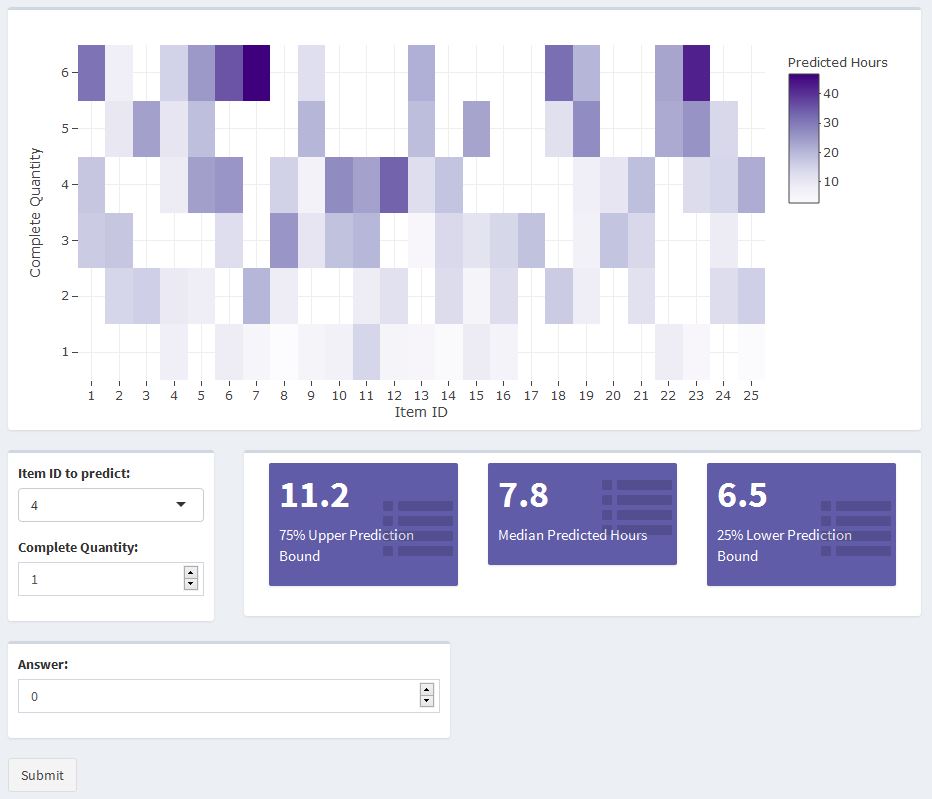 Predicted Hours
40
30
20
10
Complete Quantity
6
5
4
3
2
1
1 2 3 4 5 6 7 8 9 10 11 12 13 14 15 16 17 18 19 20 21 22 23 24 25
Item ID
Item ID to predict:
4
Complete Quantity:
1
11.2
75% Upper Prediction
Bound
7.8
Median Predicted Hours
6.5
25% Lower Prediction
Bound
Answer:
0
Submit